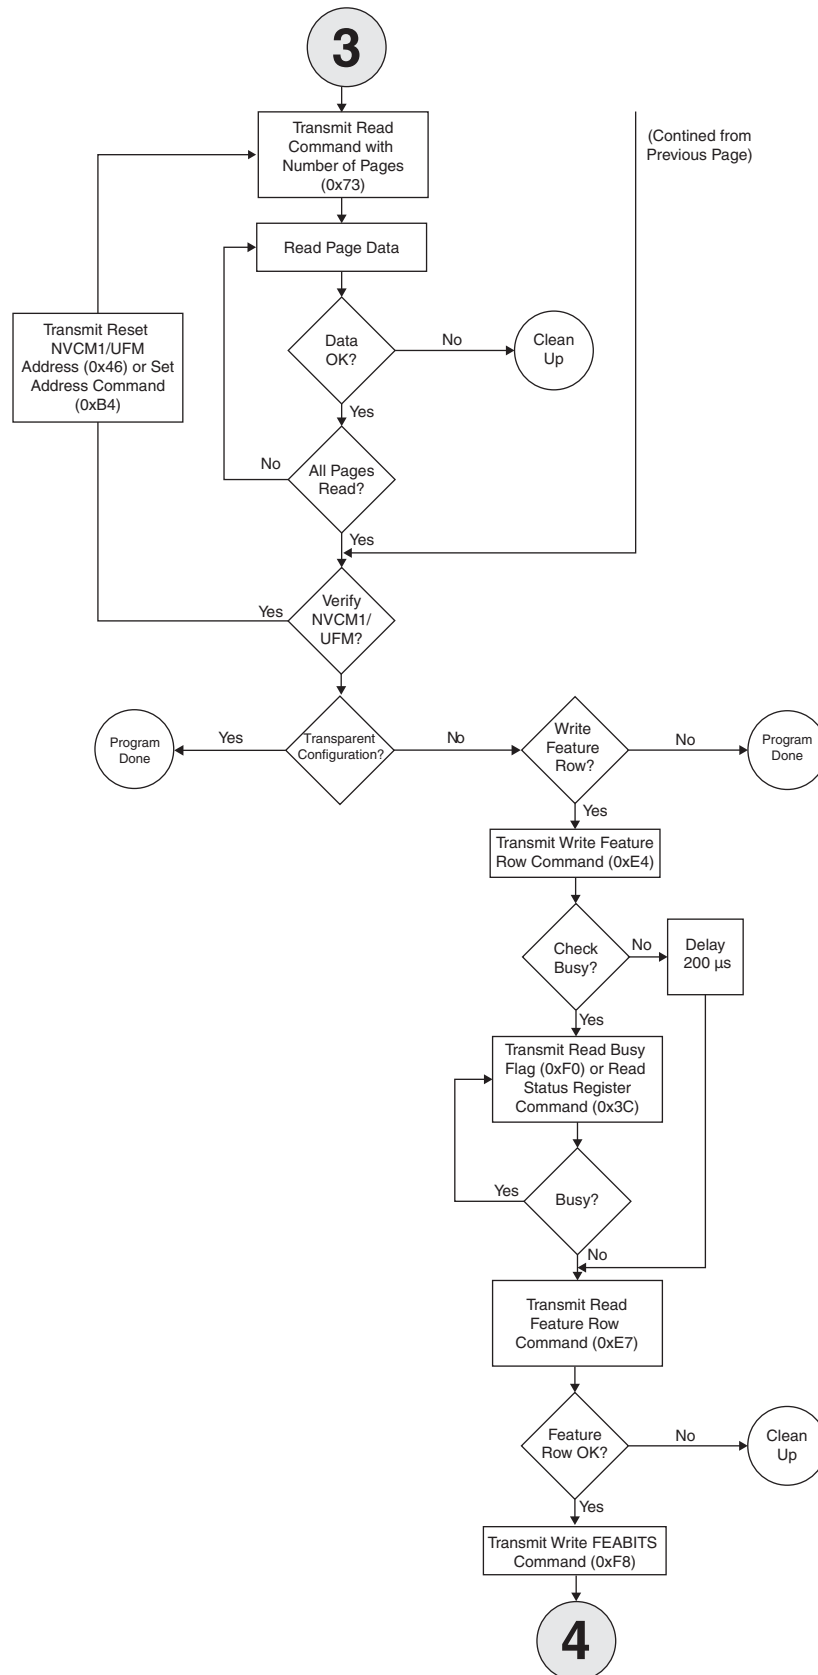 3
Transmit Read
Command with
Number of Pages
(0x73)
(Contined from
Previous Page)
Read Page Data
Transmit Reset
NVCM1/UFM
Address (0x46) or Set
Address Command
(0xB4)
Data
OK?
No
Clean
Up
Yes
No
All Pages
Read?
Yes
Yes
Verify
NVCM1/
UFM?
Program
Done
Yes
Transparent
Configuration?
No
Write
Feature
Row?
No
Program
Done
Yes
Transmit Write Feature
Row Command (0xE4)
Check
Busy?
No
Delay
200 µs
Yes
Transmit Read Busy
Flag (0xF0) or Read
Status Register
Command (0x3C)
Yes
Busy?
No
Transmit Read
Feature Row
Command (0xE7)
Feature
Row OK?
No
Clean
Up
Yes
Transmit Write FEABITS
Command (0xF8)
4